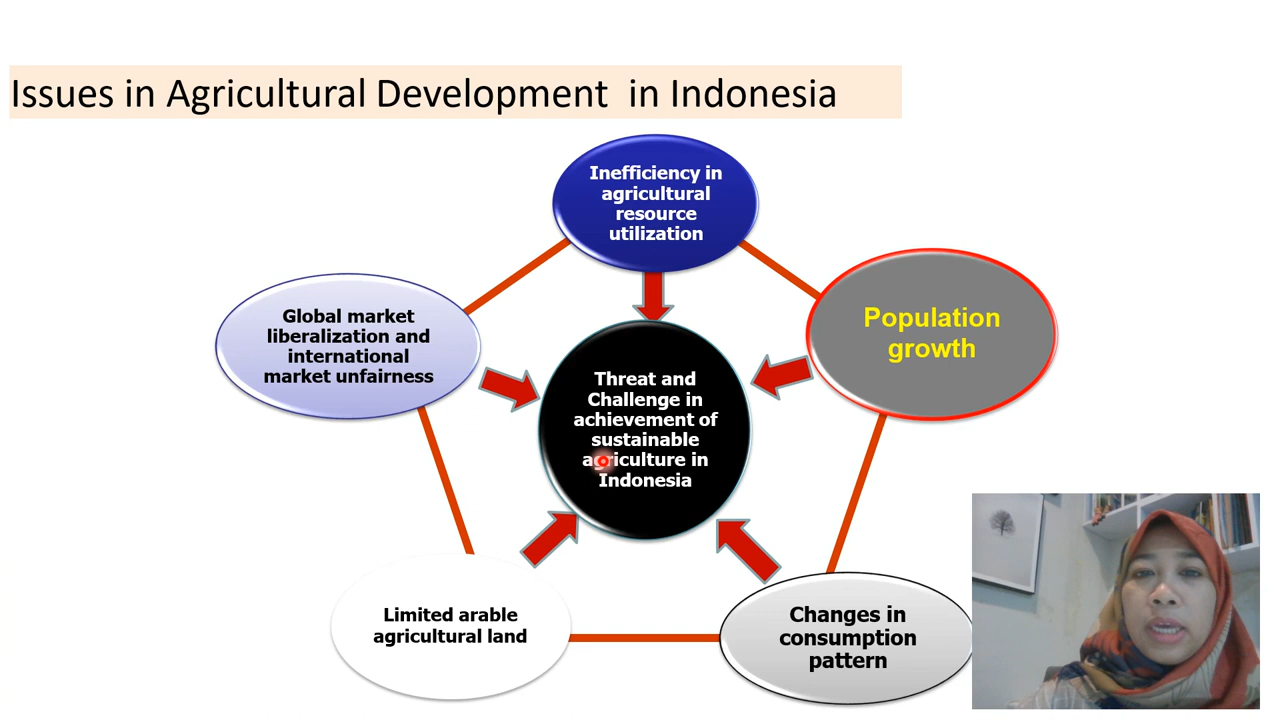 Issues in Agricultural Development in Indonesia
Inefficiency in
agricultural
resource
utilization
Global market
liberalization and
international
market unfairness
Population
growth
Threat and
Challenge in
achievement of
sustainable
agriculture in
Indonesia
Limited arable
agricultural land
Changes in
consumption
pattern